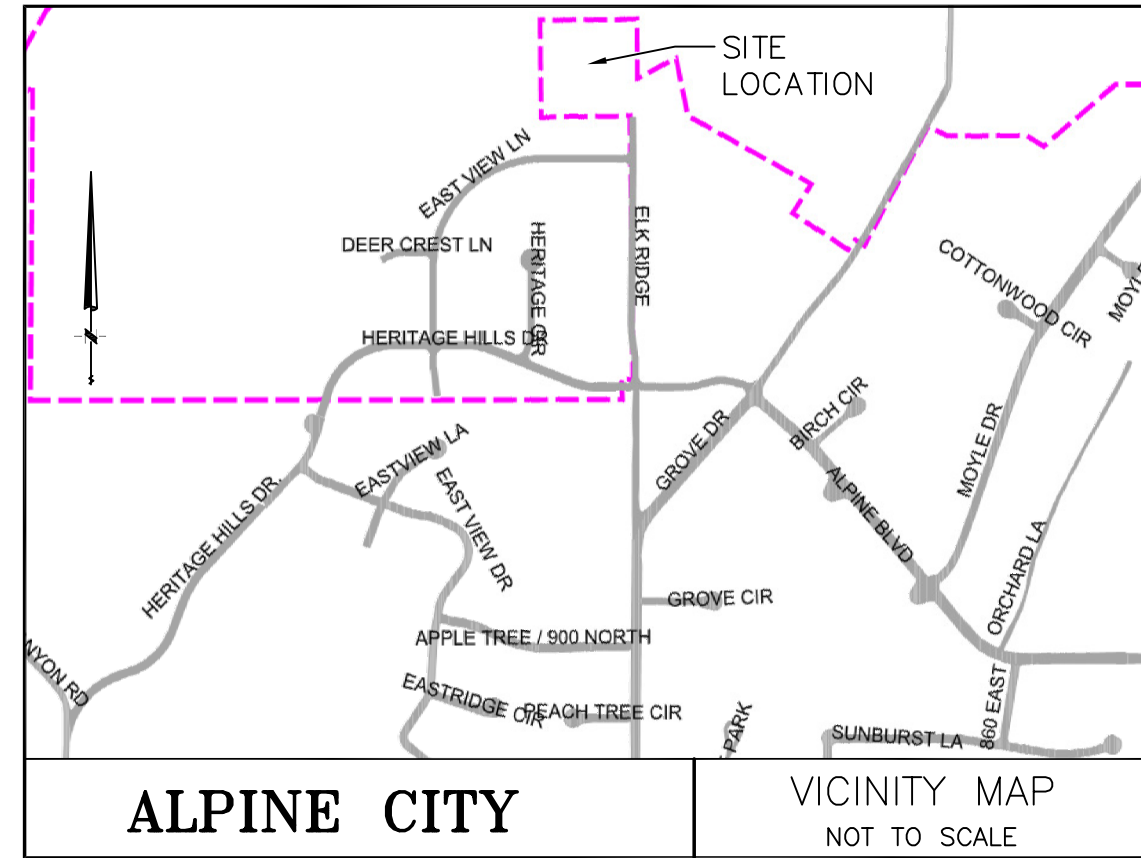 SITE
LOCATION
EAST VIEW LN
DEER CREST LN
HERITAGE CIR
ELK RIDGE
COTTONWOOD CIR
HERITAGE HILLS DR
BIRCH CIR
GROVE DR
MOYLE DR
EASTVIEW LA
EAST VIEW DR
ALPINE BLVD
HERITAGE HILLS DR.
ORCHARD LA
GROVE CIR
APPLE TREE / 900 NORTH
NYON RD
EASTRIDGE CIR
PEACH TREE CIR
PARK
SUNBURST LA
860 EAST
ALPINE CITY
VICINITY MAP
NOT TO SCALE